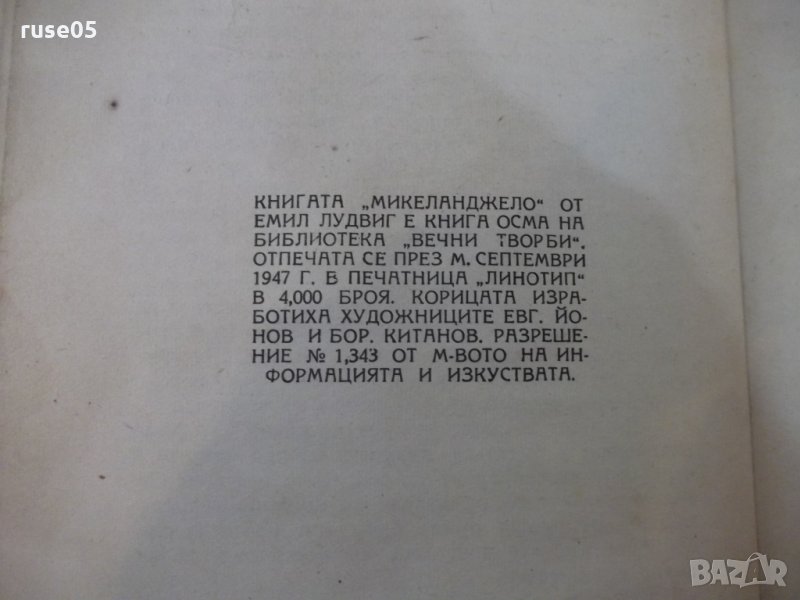 ruse05
КНИГАТА „МИКЕЛАНДЖЕЛО“ ОТ
ЕМИЛ ЛУДВИГ Е КНИГА ОСМА НА
БИБЛИОТЕКА „ВЕЧНИ ТВОРБИ“.
ОТПЕЧАТА СЕ ПРЕЗ М. СЕПТЕМВРИ
1947 Г. В ПЕЧАТНИЦА „ЛИНОТИП“
В 4,000 БРОЯ. КОРИЦАТА ИЗРА-
БОТИХА ХУДОЖНИЦИТЕ ЕВГ. ЙО-
НОВ И БОР. КИТАНОВ. РАЗРЕШЕ-
НИЕ № 1,343 ОТ М-ВОТО НА ИН-
ФОРМАЦИЯТА И ИЗКУСТВАТА.
BAZAR